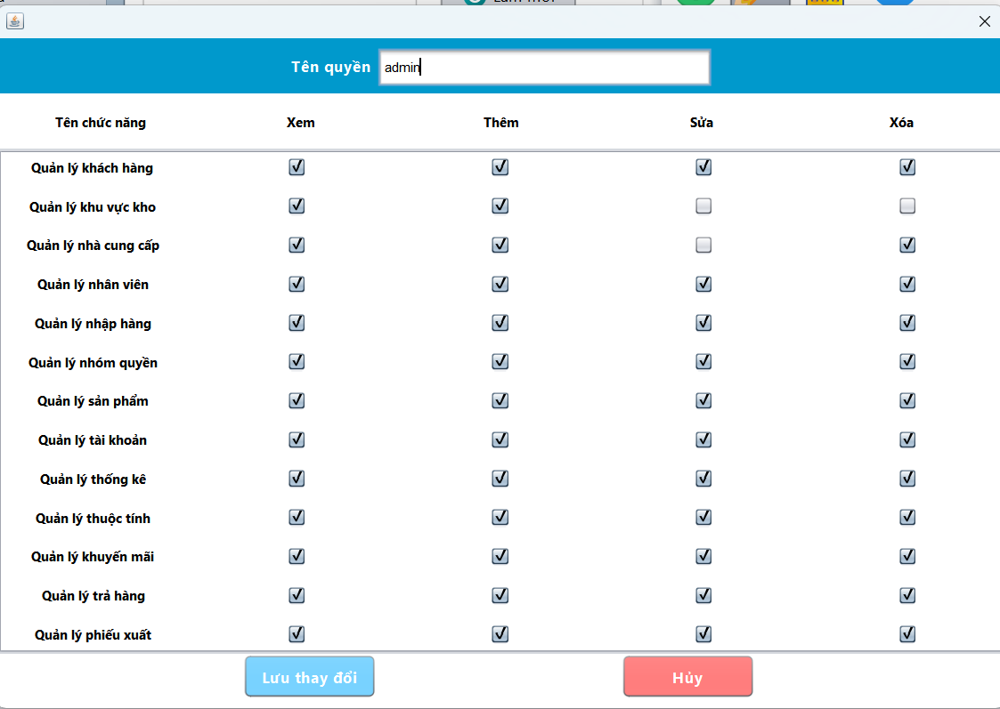 Tên quyền admin
Tên chức năng Xem Thêm Sửa Xóa
Quản lý khách hàng
Quản lý khu vực kho
Quản lý nhà cung cấp
Quản lý nhân viên
Quản lý nhập hàng
Quản lý nhóm quyền
Quản lý sản phẩm
Quản lý tài khoản
Quản lý thống kê
Quản lý thuộc tính
Quản lý khuyến mãi
Quản lý trả hàng
Quản lý phiếu xuất
Lưu thay đổi Hủy